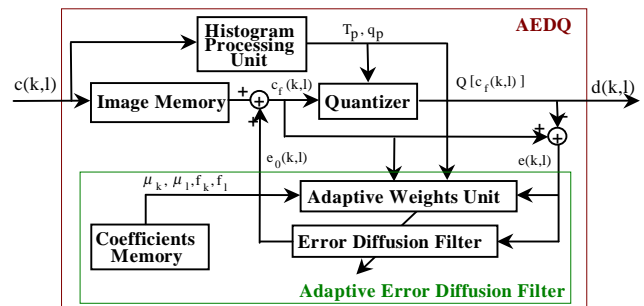 AEDQ
Histogram
Processing
Unit
T_p, q_p
c(k,l)
Image Memory
+
+
c_f(k,l)
Quantizer
Q[c_f(k,l)]
d(k,l)
+
-
e_0(k,l)
e(k,l)
μ_k, μ_l, f_k, f_l
Adaptive Weights Unit
Coefficients
Memory
Error Diffusion Filter
Adaptive Error Diffusion Filter